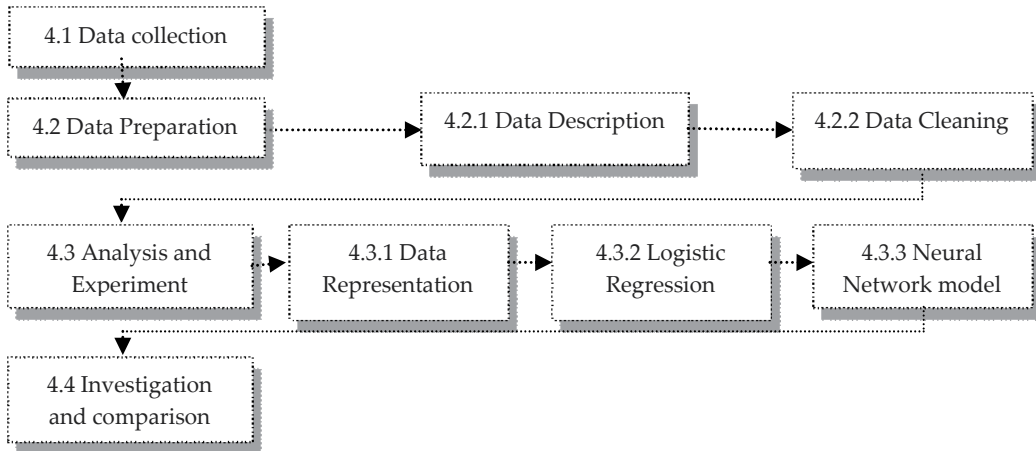 4.1 Data collection
4.2 Data Preparation
4.2.1 Data Description
4.2.2 Data Cleaning
4.3 Analysis and
Experiment
4.3.1 Data
Representation
4.3.2 Logistic
Regression
4.3.3 Neural
Network model
4.4 Investigation
and comparison